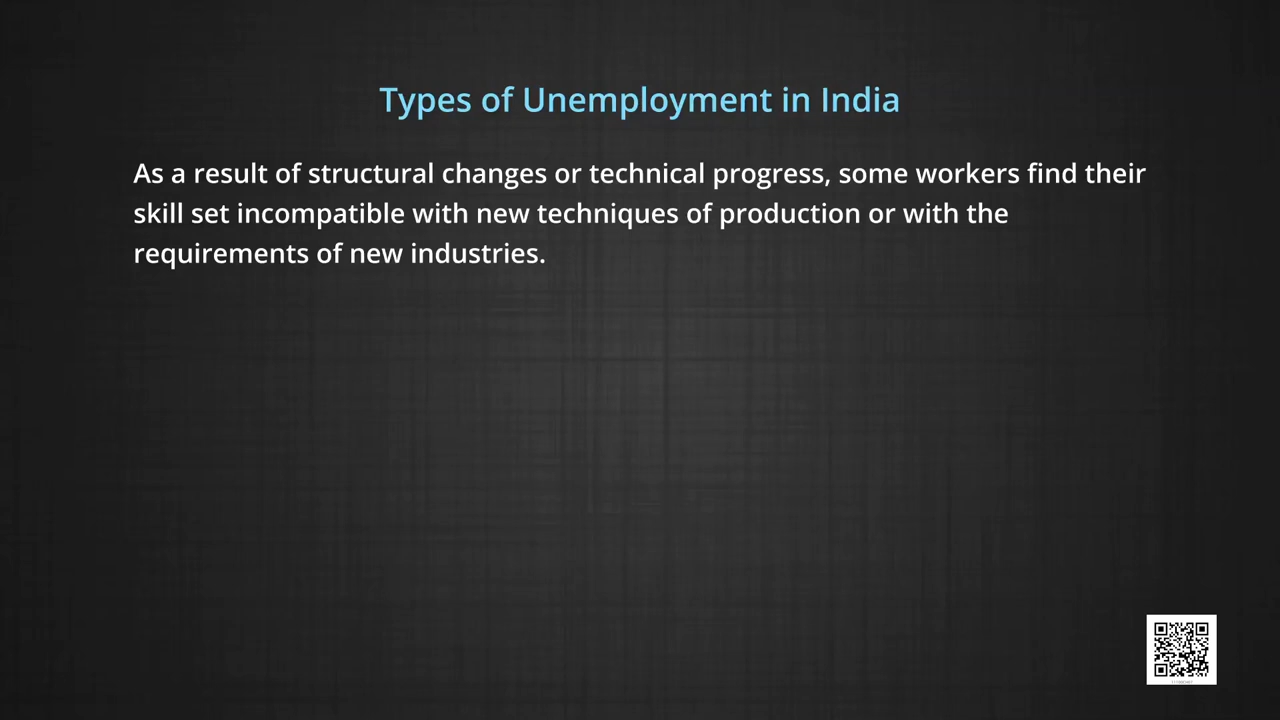 Types of Unemployment in India
As a result of structural changes or technical progress, some workers find their
skill set incompatible with new techniques of production or with the
requirements of new industries.